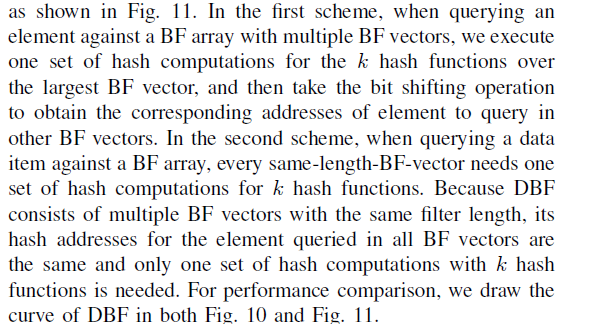 as shown in Fig. 11. In the first scheme, when querying an
element against a BF array with multiple BF vectors, we execute
one set of hash computations for the k hash functions over
the largest BF vector, and then take the bit shifting operation
to obtain the corresponding addresses of element to query in
other BF vectors. In the second scheme, when querying a data
item against a BF array, every same-length-BF-vector needs one
set of hash computations for k hash functions. Because DBF
consists of multiple BF vectors with the same filter length, its
hash addresses for the element queried in all BF vectors are
the same and only one set of hash computations with k hash
functions is needed. For performance comparison, we draw the
curve of DBF in both Fig. 10 and Fig. 11.